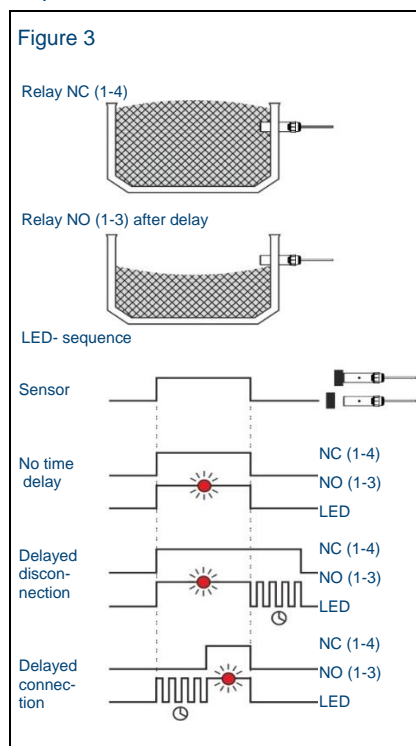 Figure 3
Relay NC (1-4)
Relay NO (1-3) after delay
LED- sequence
Sensor
No time
delay
NC (1-4)
NO (1-3)
LED
Delayed
discon-
nection
NC (1-4)
NO (1-3)
LED
Delayed
connec-
tion
NC (1-4)
NO (1-3)
LED